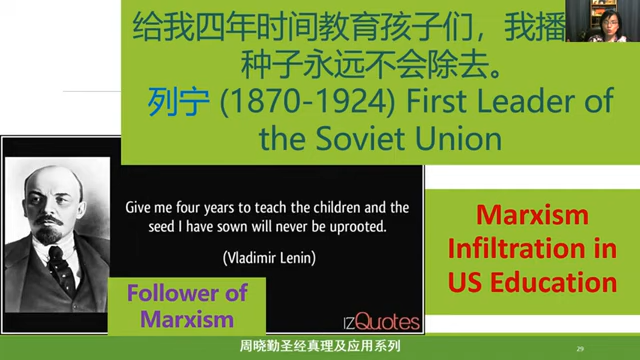 给我四年时间教育孩子们，我播
种子永远不会除去。
列宁 (1870-1924) First Leader of
the Soviet Union
Give me four years to teach the children and the
seed I have sown will never be uprooted.
(Vladimir Lenin)
IZQuotes
Follower of
Marxism
Marxism
Infiltration in
US Education
周晓勤圣经真理及应用系列
29